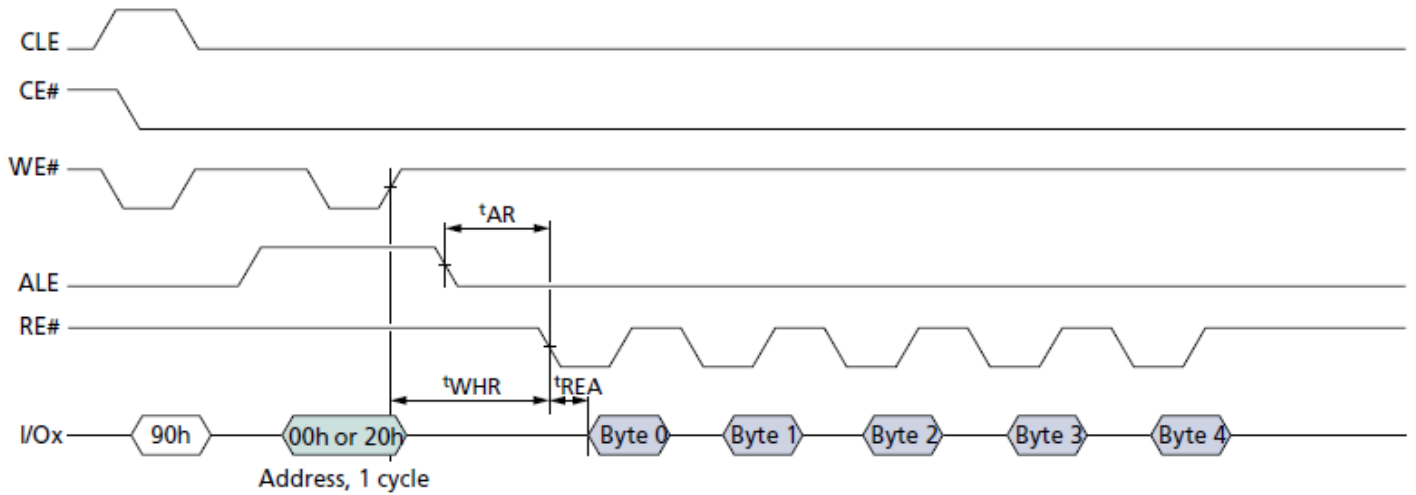 CLE
CE#
WE#
tAR
ALE
RE#
tWHR tREA
I/Ox 90h 00h or 20h Byte 0 Byte 1 Byte 2 Byte 3 Byte 4
Address, 1 cycle